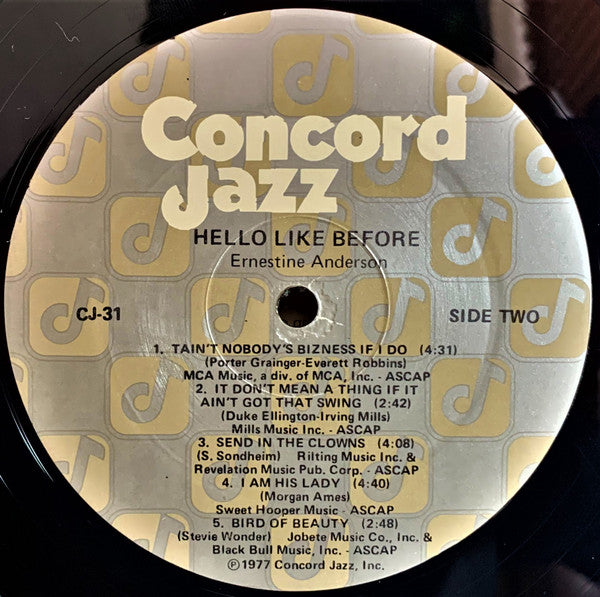 Concord
Jazz
HELLO LIKE BEFORE
Ernestine Anderson
CJ-31
SIDE TWO
1. TAIN'T NOBODY'S BIZNESS IF I DO (4:31)
(Porter Grainger-Everett Robbins)
MCA Music, a div. of MCA, Inc. - ASCAP
2. IT DON'T MEAN A THING IF IT
AIN'T GOT THAT SWING (2:42)
(Duke Ellington-Irving Mills)
Mills Music Inc. - ASCAP
3. SEND IN THE CLOWNS (4:08)
(S. Sondheim) Rilting Music Inc. &
Revelation Music Pub. Corp. - ASCAP
4. I AM HIS LADY (4:40)
(Morgan Ames)
Sweet Hooper Music - ASCAP
5. BIRD OF BEAUTY (2:48)
(Stevie Wonder) Jobete Music Co., Inc. &
Black Bull Music, Inc. - ASCAP
℗1977 Concord Jazz, Inc.